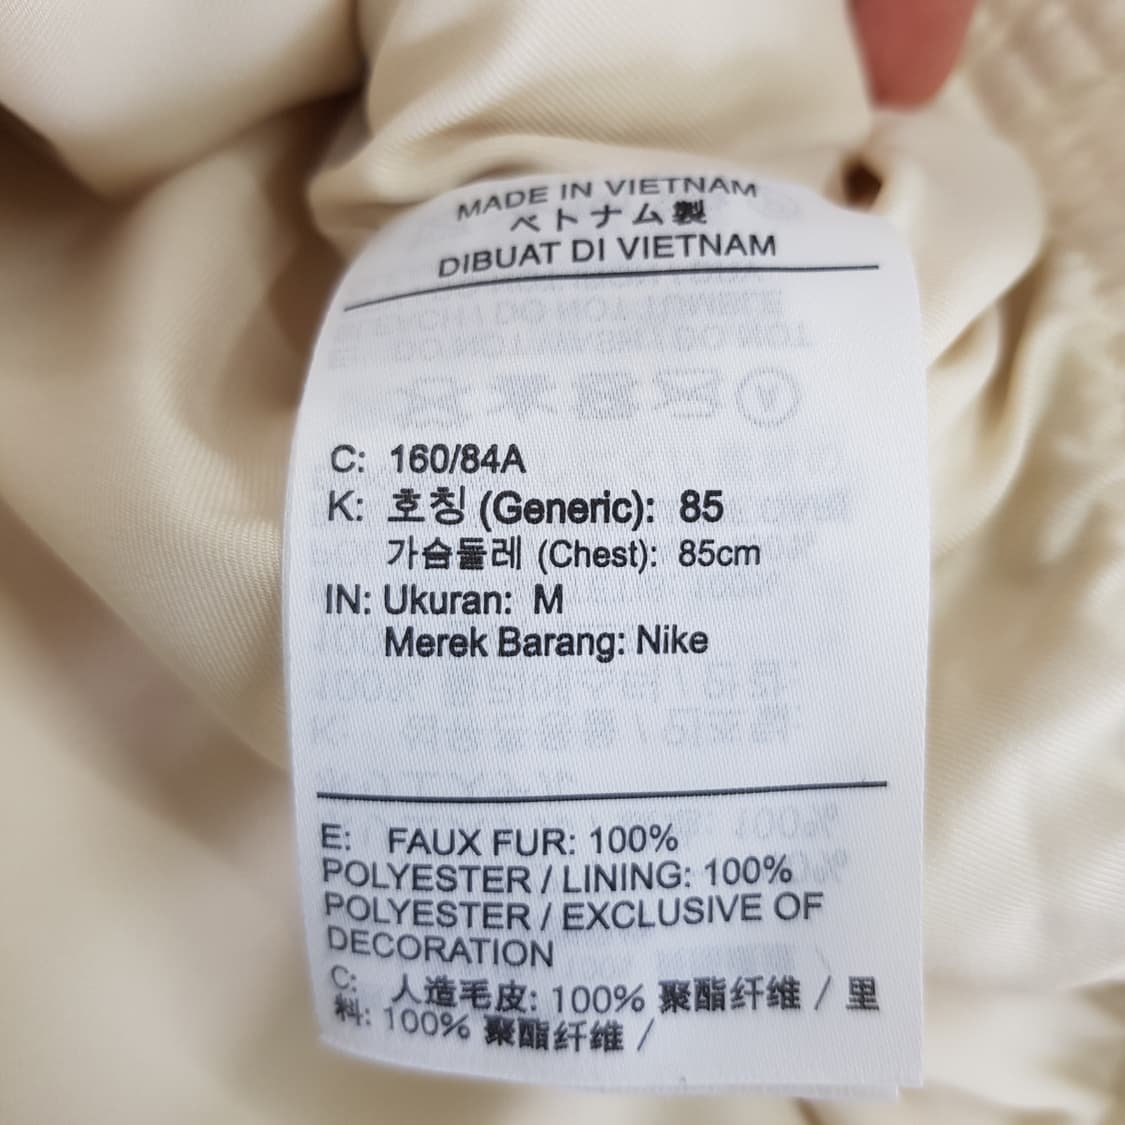 MADE IN VIETNAM
ベトナム製
DIBUAT DI VIETNAM
C: 160/84A
K: 호칭 (Generic): 85
가슴둘레 (Chest): 85cm
IN: Ukuran: M
Merek Barang: Nike
E: FAUX FUR: 100%
POLYESTER / LINING: 100%
POLYESTER / EXCLUSIVE OF
DECORATION
C: 人造毛皮: 100% 聚酯纤维 / 里
料: 100% 聚酯纤维 /